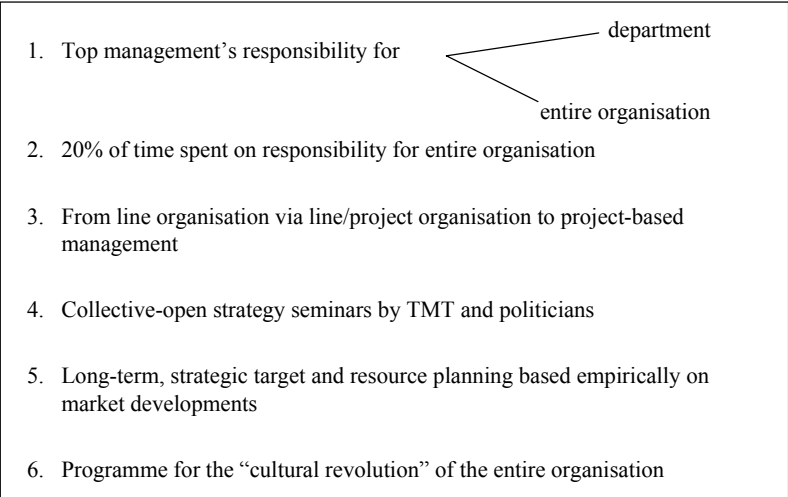 department
1. Top management’s responsibility for
entire organisation
2. 20% of time spent on responsibility for entire organisation
3. From line organisation via line/project organisation to project-based
management
4. Collective-open strategy seminars by TMT and politicians
5. Long-term, strategic target and resource planning based empirically on
market developments
6. Programme for the “cultural revolution” of the entire organisation